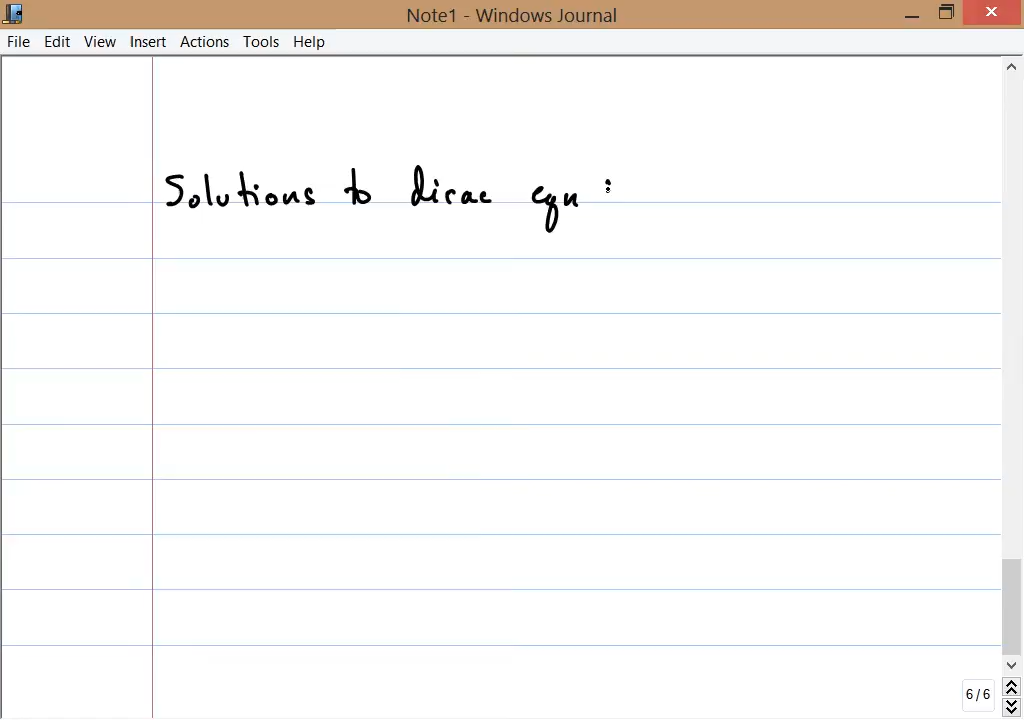 Note1 - Windows Journal
File Edit View Insert Actions Tools Help
Solutions to dirac eqn :
6 / 6